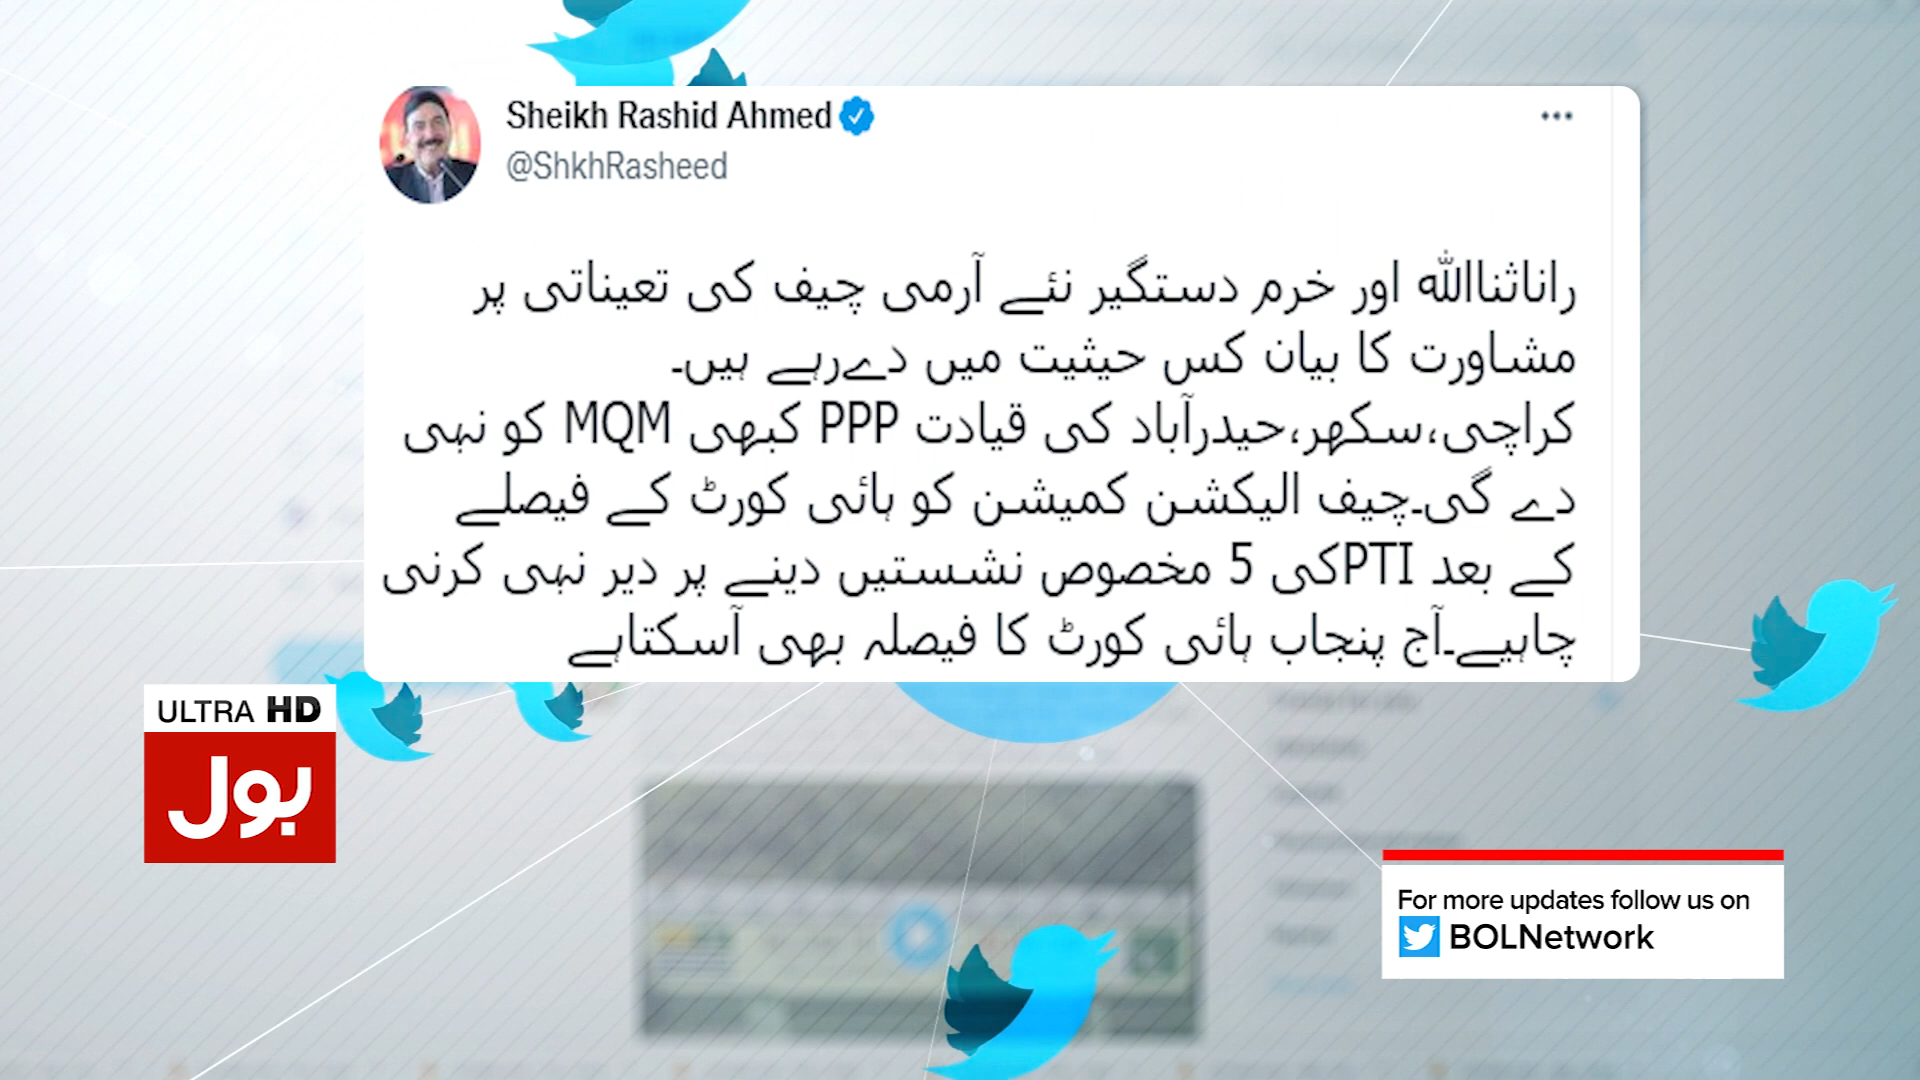 Sheikh Rashid Ahmed
@ShkhRasheed
راناثنااللہ اور خرم دستگیر نئے آرمی چیف کی تعیناتی پر
مشاورت کا بیان کس حیثیت میں دےرہے ہیں۔
کراچی،سکھر،حیدرآباد کی قیادت PPP کبھی MQM کو نہی
دے گی۔چیف الیکشن کمیشن کو ہائی کورٹ کے فیصلے
کے بعد PTIکی 5 مخصوص نشستیں دینے پر دیر نہی کرنی
چاہیے۔آج پنجاب ہائی کورٹ کا فیصلہ بھی آسکتاہے
ULTRA HD
بول
For more updates follow us on
BOLNetwork